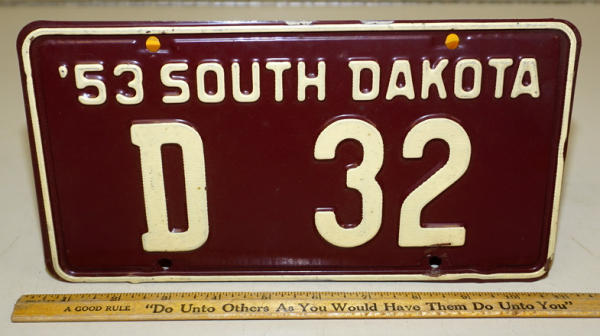 '53 SOUTH DAKOTA
D 32
A GOOD RULE "Do Unto Others As You Would Have Them Do Unto You"